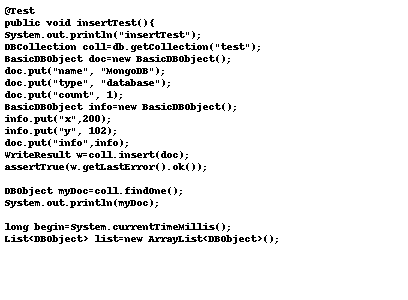 @Test
public void insertTest(){
System.out.println("insertTest");
DBCollection coll=db.getCollection("test");
BasicDBObject doc=new BasicDBObject();
doc.put("name", "MongoDB");
doc.put("type", "database");
doc.put("count", 1);
BasicDBObject info=new BasicDBObject();
info.put("x",200);
info.put("y", 102);
doc.put("info",info);
WriteResult w=coll.insert(doc);
assertTrue(w.getLastError().ok());
DBObject myDoc=coll.findOne();
System.out.println(myDoc);
long begin=System.currentTimeMillis();
List<DBObject> list=new ArrayList<DBObject>();